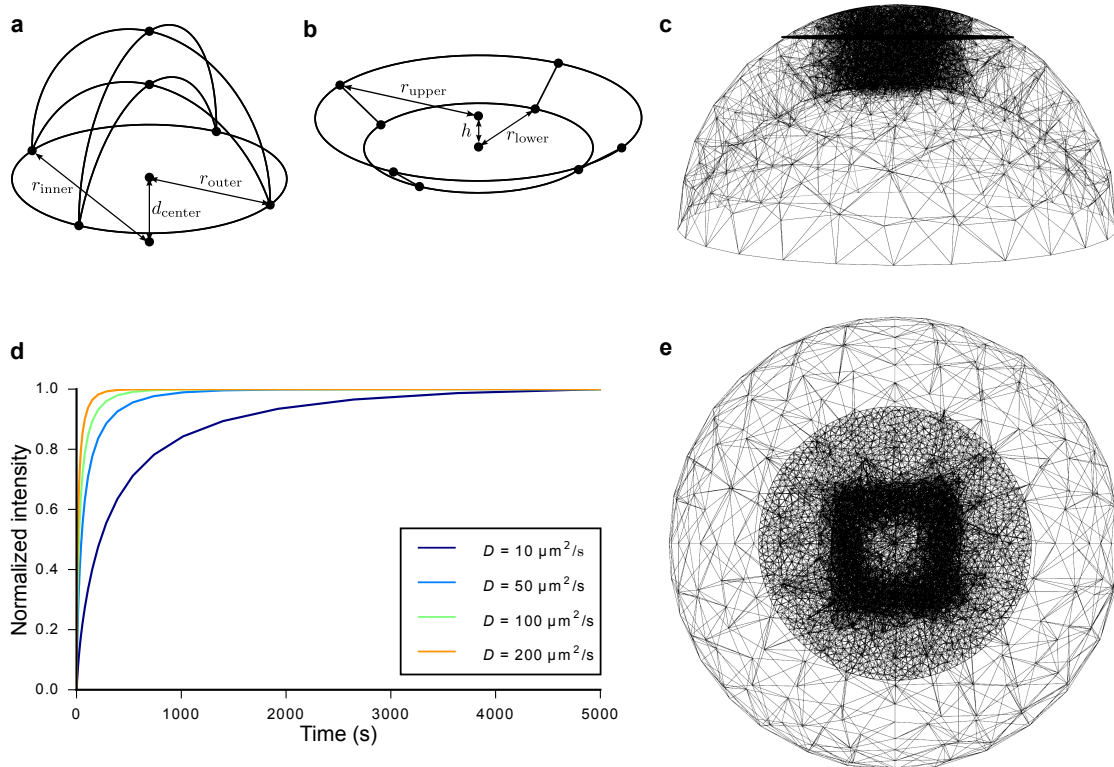 a
r_inner
r_outer
d_center
b
r_upper
h
r_lower
c
d
Normalized intensity
1.0
0.8
0.6
0.4
0.2
0.0
0
1000
2000
3000
4000
5000
Time (s)
D = 10 µm²/s
D = 50 µm²/s
D = 100 µm²/s
D = 200 µm²/s
e